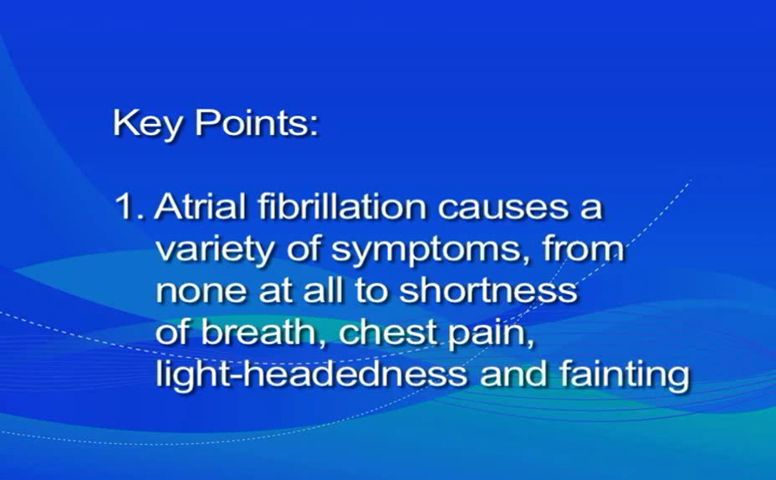 Key Points:
1. Atrial fibrillation causes a
variety of symptoms, from
none at all to shortness
of breath, chest pain,
light-headedness and fainting